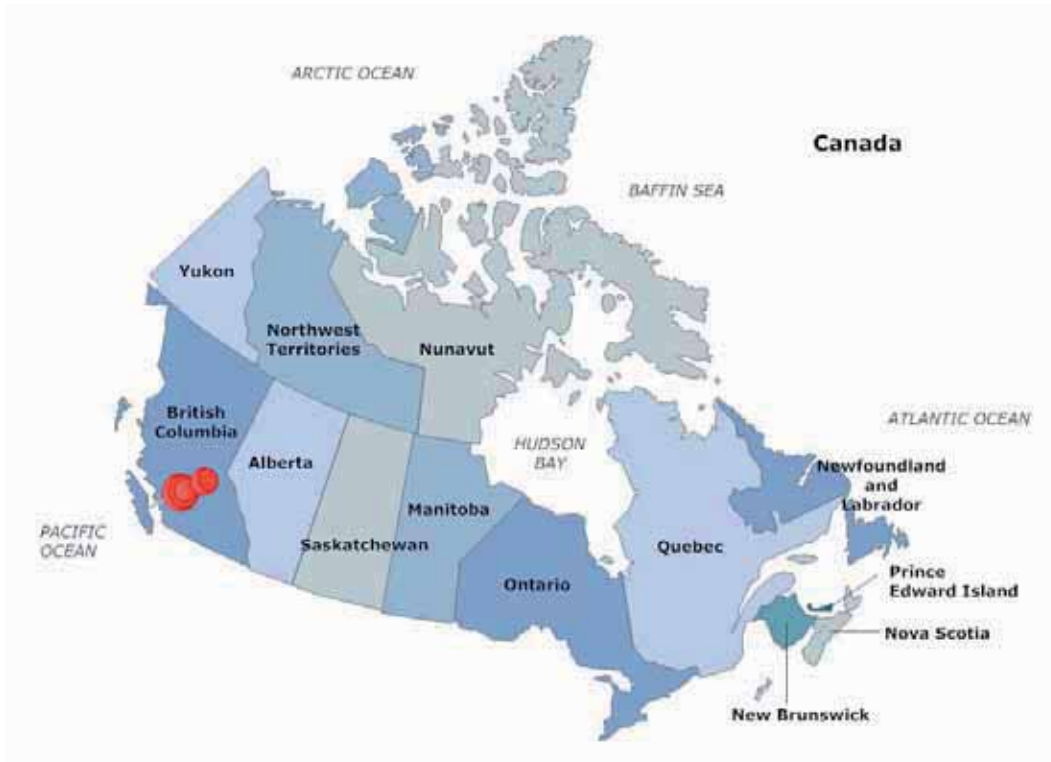 ARCTIC OCEAN
Canada
BAFFIN SEA
Yukon
Northwest
Territories
Nunavut
British
Columbia
ATLANTIC OCEAN
HUDSON
BAY
Alberta
Newfoundland
and
Labrador
Manitoba
PACIFIC
OCEAN
Saskatchewan
Quebec
Ontario
Prince
Edward Island
Nova Scotia
New Brunswick